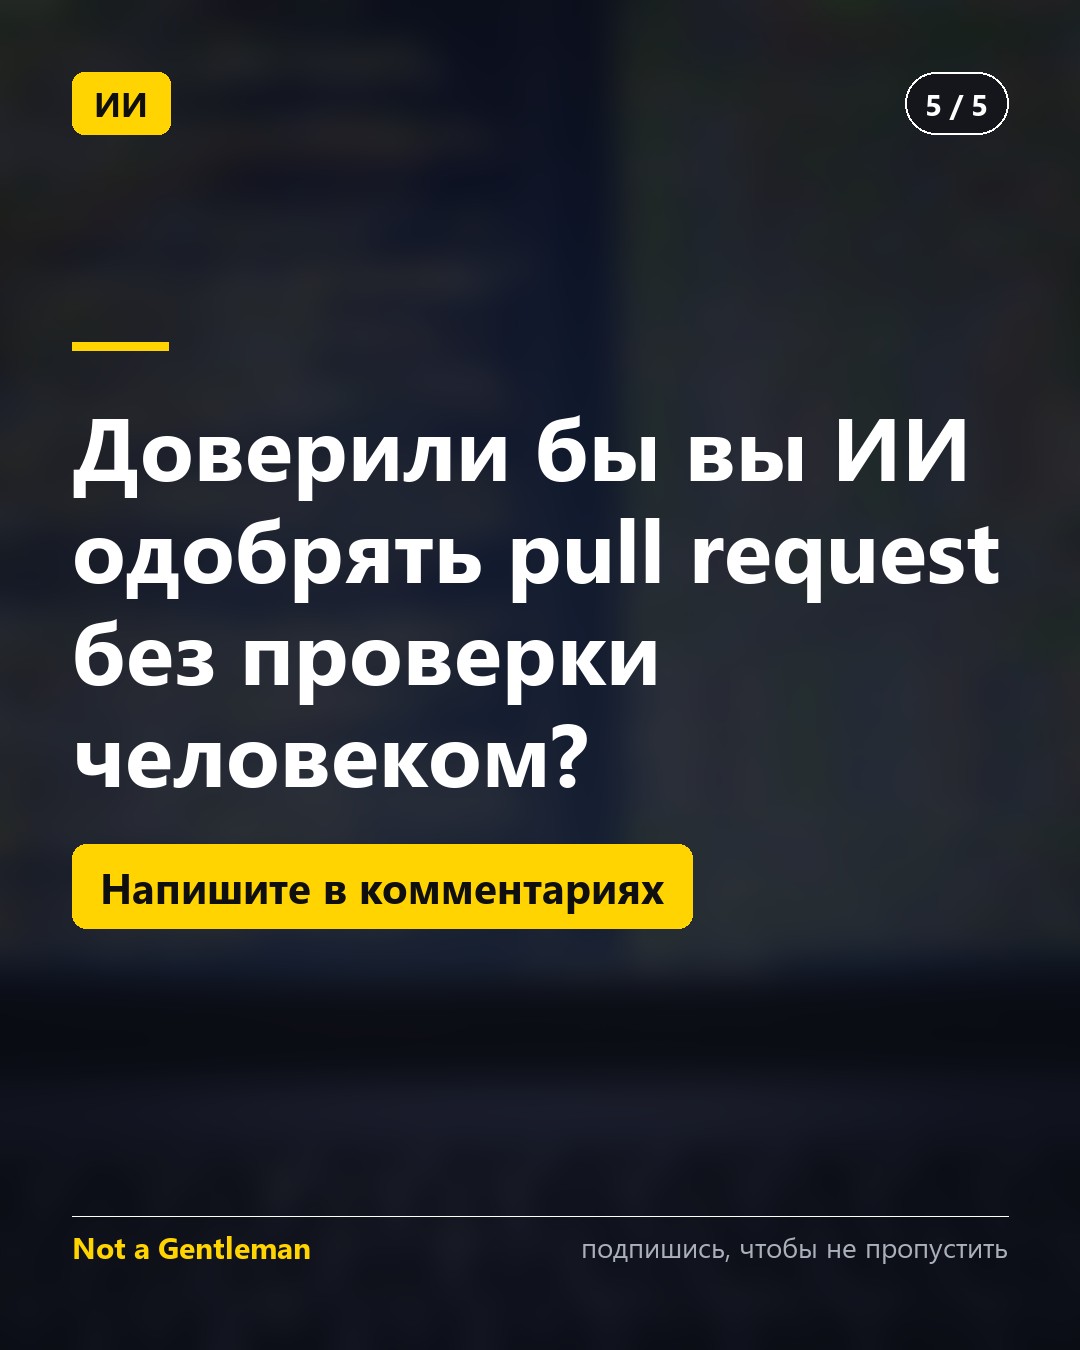 ИИ
5 / 5
Доверили бы вы ИИ
одобрять pull request
без проверки
человеком?
Напишите в комментариях
Not a Gentleman
подпишись, чтобы не пропустить